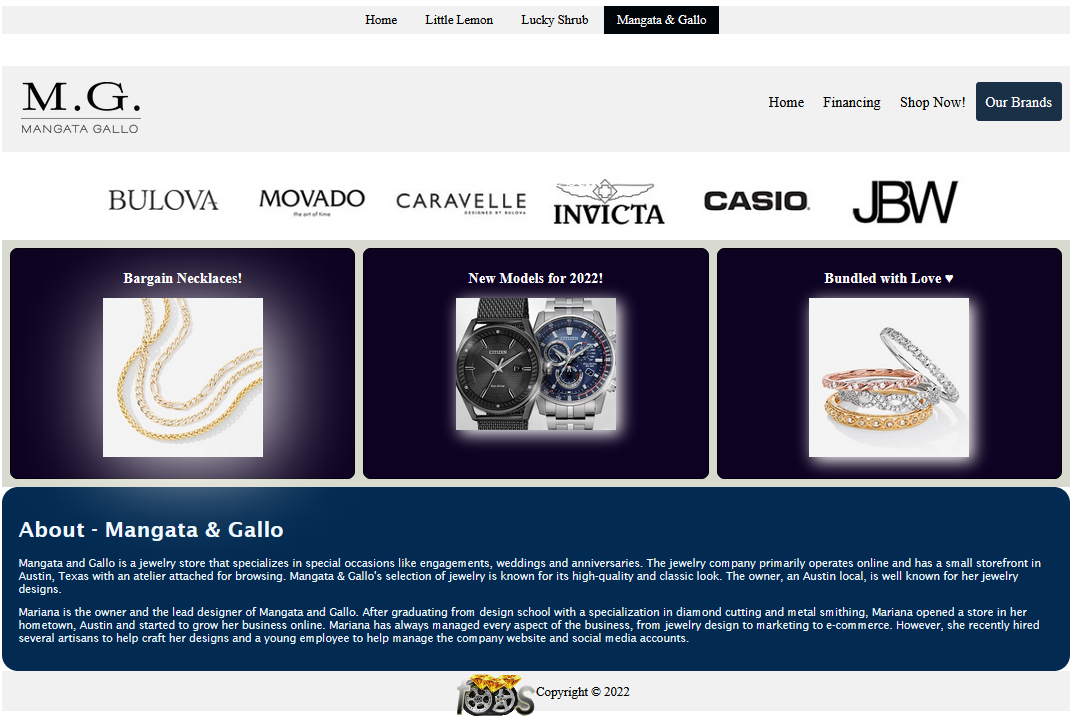 Home Little Lemon Lucky Shrub Mangata & Gallo
M.G.
MANGATA GALLO
Home Financing Shop Now! Our Brands
BULOVA MOVADO CARAVELLE INVICTA CASIO. JBW
the art of time
DESIGNED BY BULOVA
Bargain Necklaces! New Models for 2022! Bundled with Love ♥
CITIZEN CITIZEN
About - Mangata & Gallo
Mangata and Gallo is a jewelry store that specializes in special occasions like engagements, weddings and anniversaries. The jewelry company primarily operates online and has a small storefront in
Austin, Texas with an atelier attached for browsing. Mangata & Gallo's selection of jewelry is known for its high-quality and classic look. The owner, an Austin local, is well known for her jewelry
designs.
Mariana is the owner and the lead designer of Mangata and Gallo. After graduating from design school with a specialization in diamond cutting and metal smithing, Mariana opened a store in her
hometown, Austin and started to grow her business online. Mariana has always managed every aspect of the business, from jewelry design to marketing to e-commerce. However, she recently hired
several artisans to help craft her designs and a young employee to help manage the company website and social media accounts.
Copyright © 2022